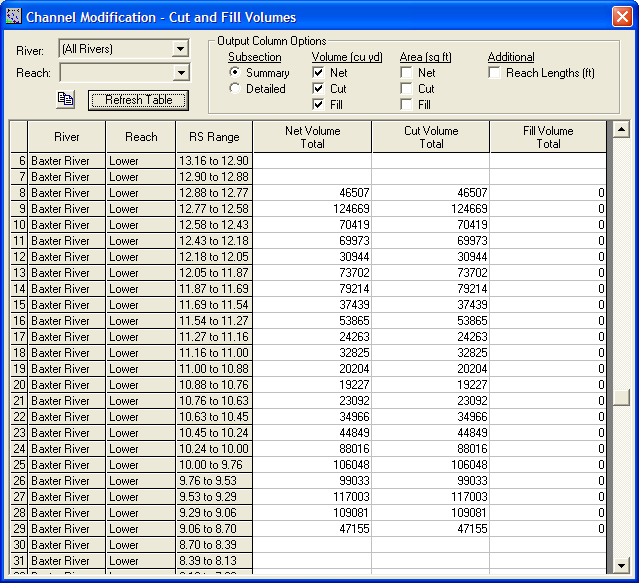 Channel Modification - Cut and Fill Volumes
River: (All Rivers)
Reach:
Refresh Table
Output Column Options
Subsection Volume (cu yd) Area (sq ft) Additional
Summary Net Net Reach Lengths (ft)
Detailed Cut Cut
Fill Fill
River Reach RS Range Net Volume Total Cut Volume Total Fill Volume Total
6 Baxter River Lower 13.16 to 12.90
7 Baxter River Lower 12.90 to 12.88
8 Baxter River Lower 12.88 to 12.77 46507 46507 0
9 Baxter River Lower 12.77 to 12.58 124669 124669 0
10 Baxter River Lower 12.58 to 12.43 70419 70419 0
11 Baxter River Lower 12.43 to 12.18 69973 69973 0
12 Baxter River Lower 12.18 to 12.05 30944 30944 0
13 Baxter River Lower 12.05 to 11.87 73702 73702 0
14 Baxter River Lower 11.87 to 11.69 79214 79214 0
15 Baxter River Lower 11.69 to 11.54 37439 37439 0
16 Baxter River Lower 11.54 to 11.27 53865 53865 0
17 Baxter River Lower 11.27 to 11.16 24263 24263 0
18 Baxter River Lower 11.16 to 11.00 32825 32825 0
19 Baxter River Lower 11.00 to 10.88 20204 20204 0
20 Baxter River Lower 10.88 to 10.76 19227 19227 0
21 Baxter River Lower 10.76 to 10.63 23092 23092 0
22 Baxter River Lower 10.63 to 10.45 34966 34966 0
23 Baxter River Lower 10.45 to 10.24 44849 44849 0
24 Baxter River Lower 10.24 to 10.00 88016 88016 0
25 Baxter River Lower 10.00 to 9.76 106048 106048 0
26 Baxter River Lower 9.76 to 9.53 99033 99033 0
27 Baxter River Lower 9.53 to 9.29 117003 117003 0
28 Baxter River Lower 9.29 to 9.06 109081 109081 0
29 Baxter River Lower 9.06 to 8.70 47155 47155 0
30 Baxter River Lower 8.70 to 8.39
31 Baxter River Lower 8.39 to 8.13